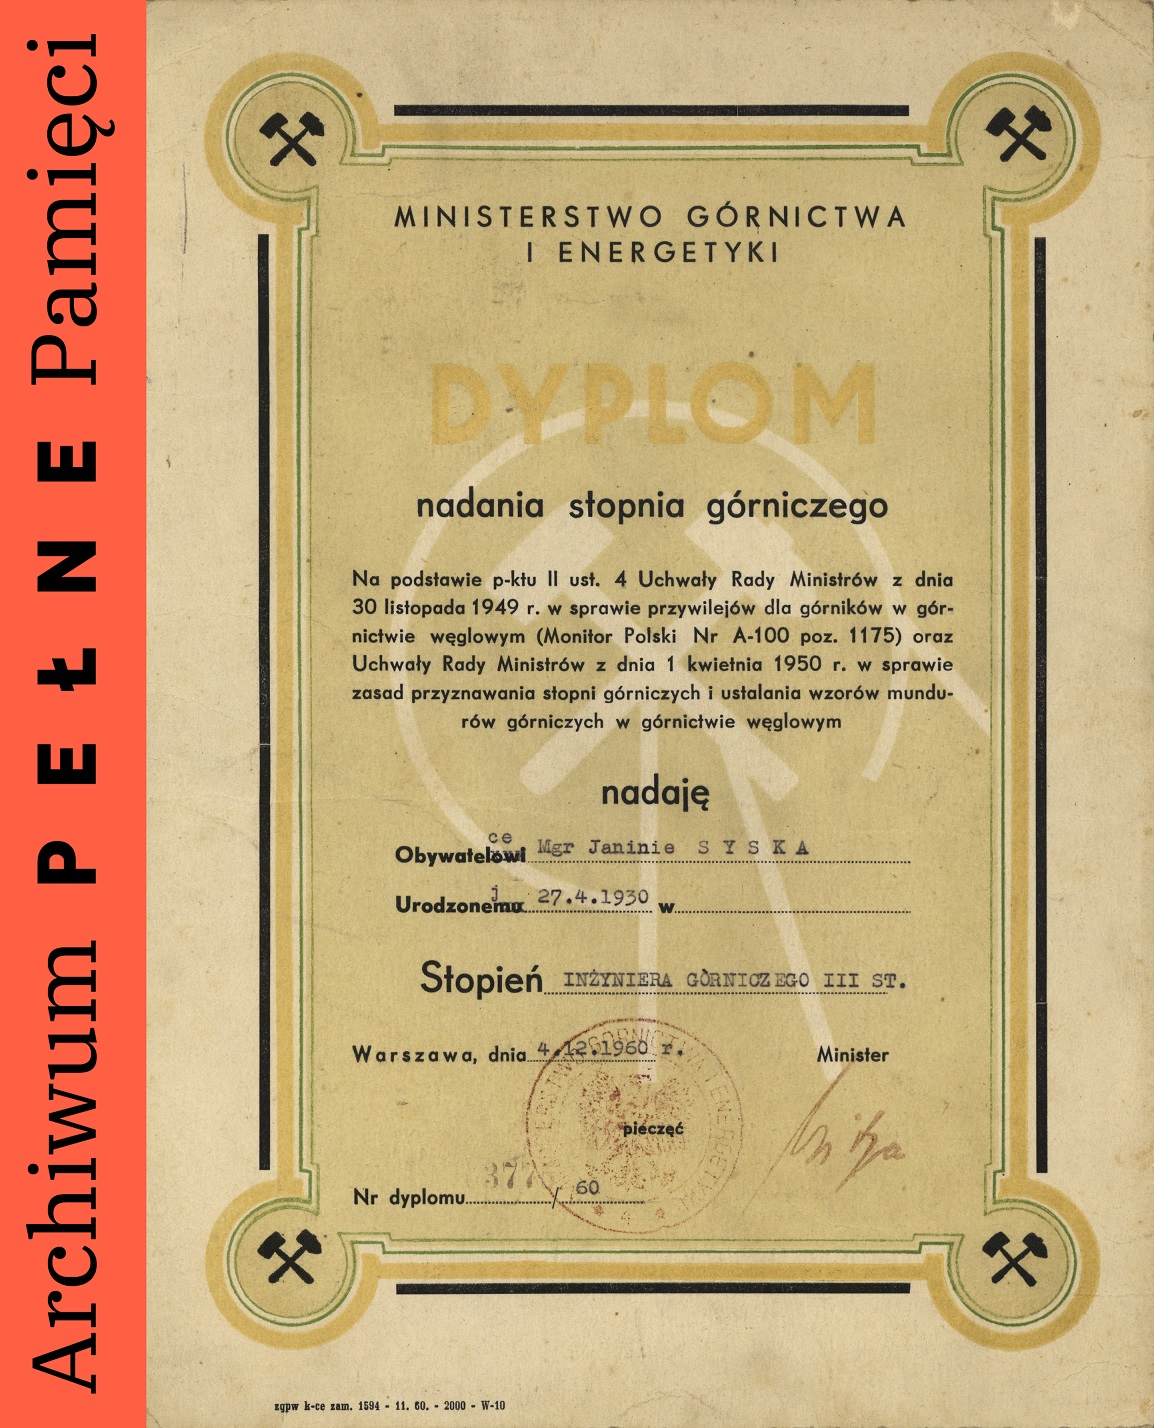 Archiwum PEŁNE Pamięci
MINISTERSTWO GÓRNICTWA
I ENERGETYKI
DYPLOM
nadania stopnia górniczego
Na podstawie p-ktu II ust. 4 Uchwały Rady Ministrów z dnia
30 listopada 1949 r. w sprawie przywilejów dla górników w gór-
nictwie węglowym (Monitor Polski Nr A-100 poz. 1175) oraz
Uchwały Rady Ministrów z dnia 1 kwietnia 1950 r. w sprawie
zasad przyznawania stopni górniczych i ustalania wzorów mundu-
rów górniczych w górnictwie węglowym
nadaję
ce
Obywatelowi Mgr Janinie SYSKA
j
Urodzonemu 27.4.1930 w
Stopień INŻYNIERA GÒRNICZEGO III ST.
Warszawa, dnia 4.12.1960 r. Minister
pieczęć
Nr dyplomu 377/60
zgpw k-ce zam. 1594 - 11. 60. - 2000 - W-10